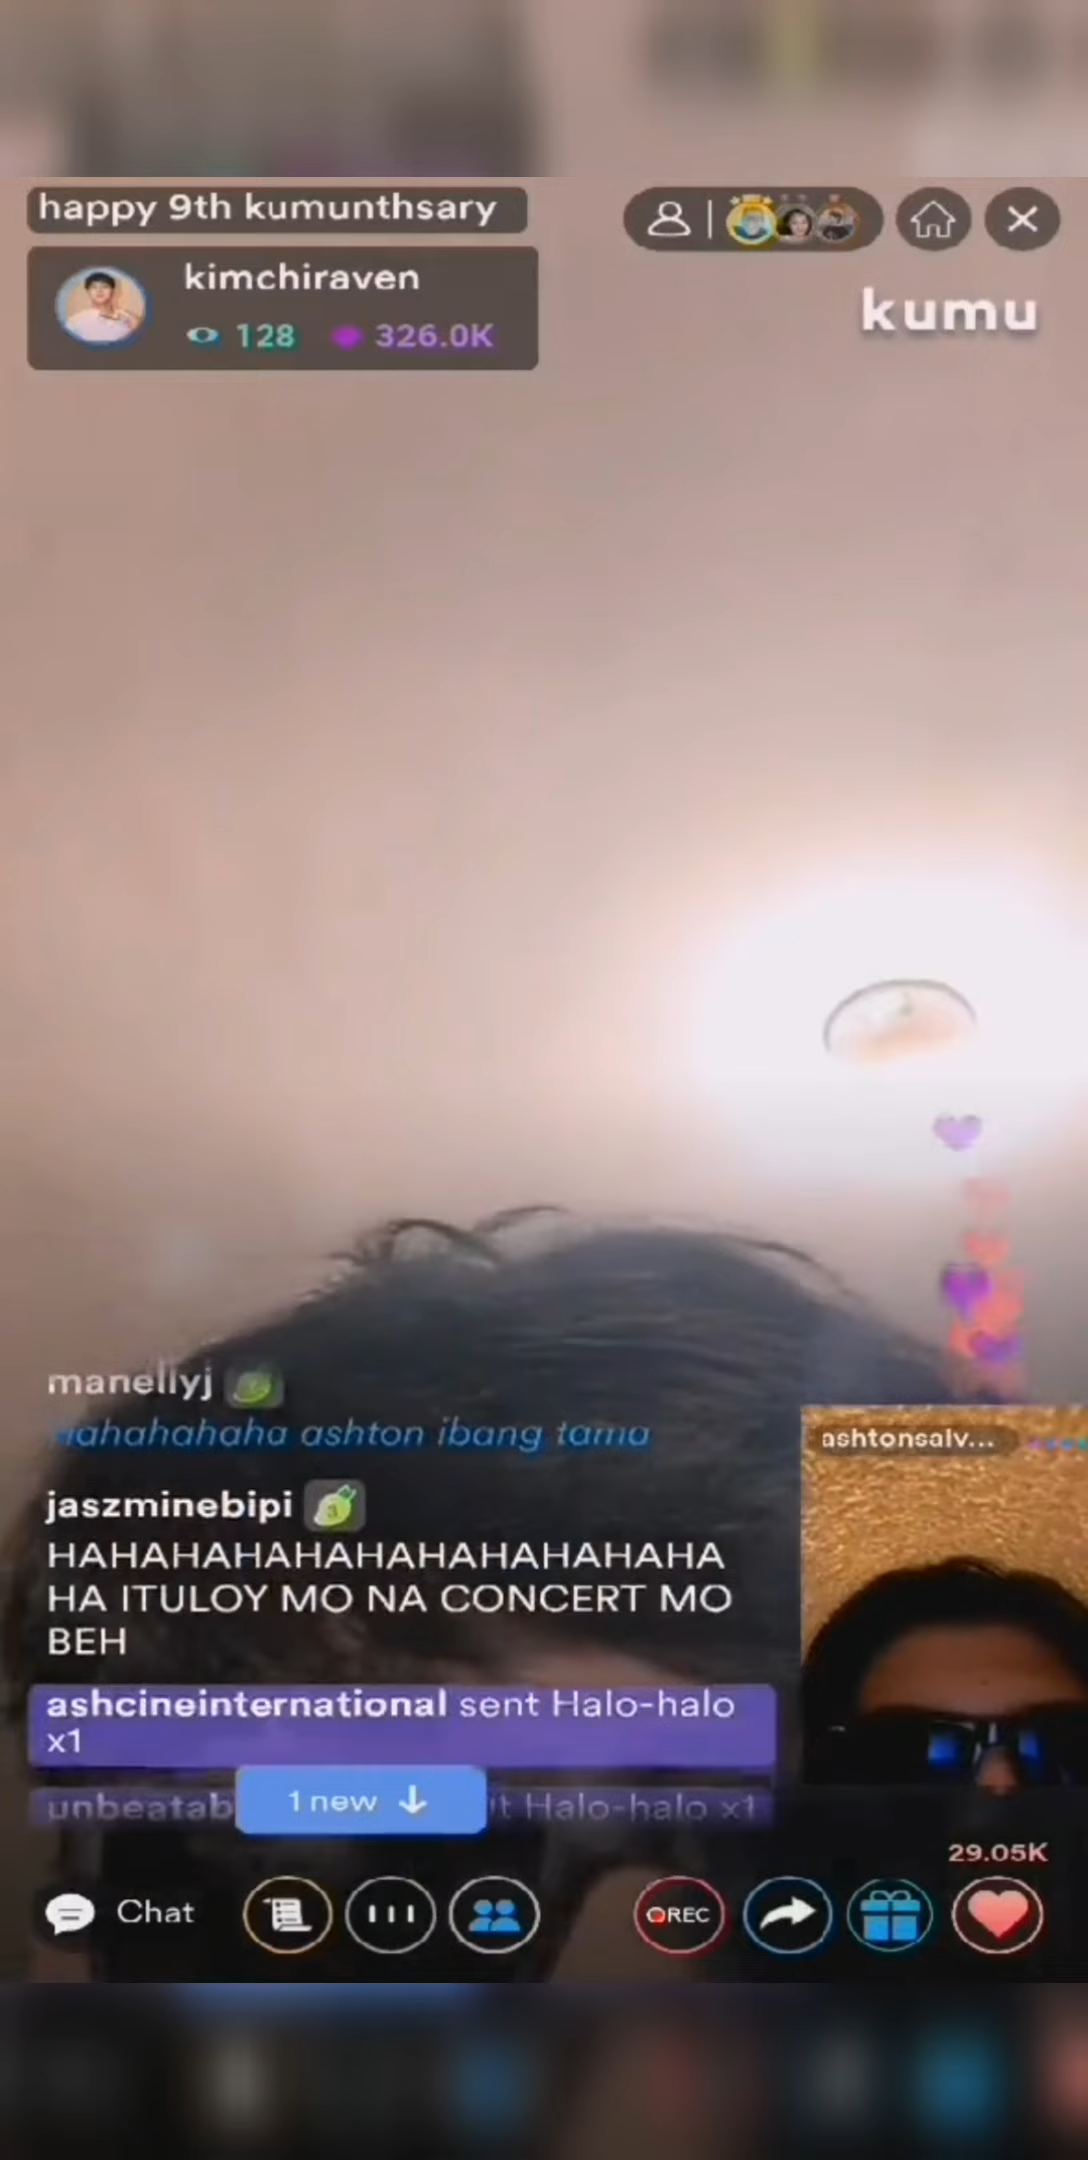 happy 9th kumunthsary
kimchiraven
128 326.0K
kumu
manellyj
Hahahahaha ashton ibang tama
ashtonsalv...
jaszminebipi
HAHAHAHAHAHAHAHAHAHAHA
HA ITULOY MO NA CONCERT MO
BEH
ashcineinternational sent Halo-halo
x1
1 new
Halo-halo x1
29.05K
Chat
REC